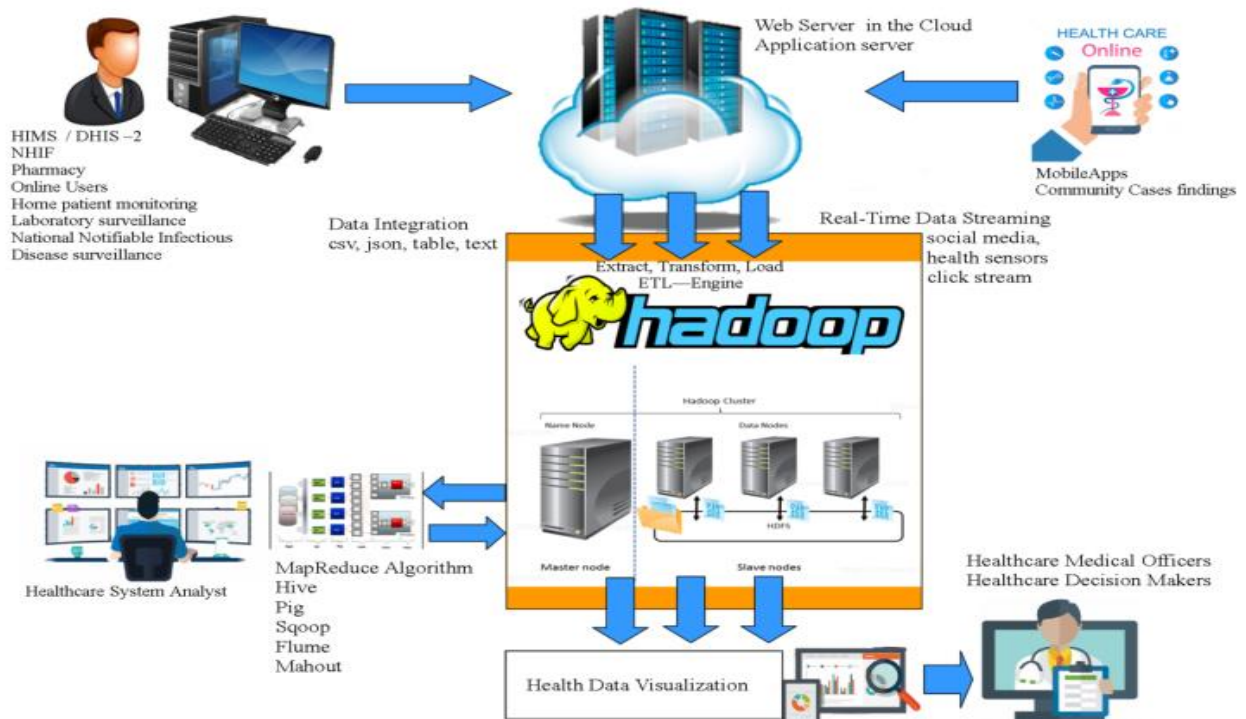 Web Server in the Cloud
Application server
HEALTH CARE
Online
HIMS / DHIS –2
NHIF
Pharmacy
Online Users
Home patient monitoring
Laboratory surveillance
National Notifiable Infectious
Disease surveillance
MobileApps
Community Cases findings
Data Integration
csv, json, table, text
Real-Time Data Streaming
social media,
health sensors
click stream
Extract, Transform, Load
ETL—Engine
hadoop
Hadoop Cluster
Name Node
Data Nodes
HDFS
Master node
Slave nodes
Healthcare System Analyst
MapReduce Algorithm
Hive
Pig
Sqoop
Flume
Mahout
Healthcare Medical Officers
Healthcare Decision Makers
Health Data Visualization